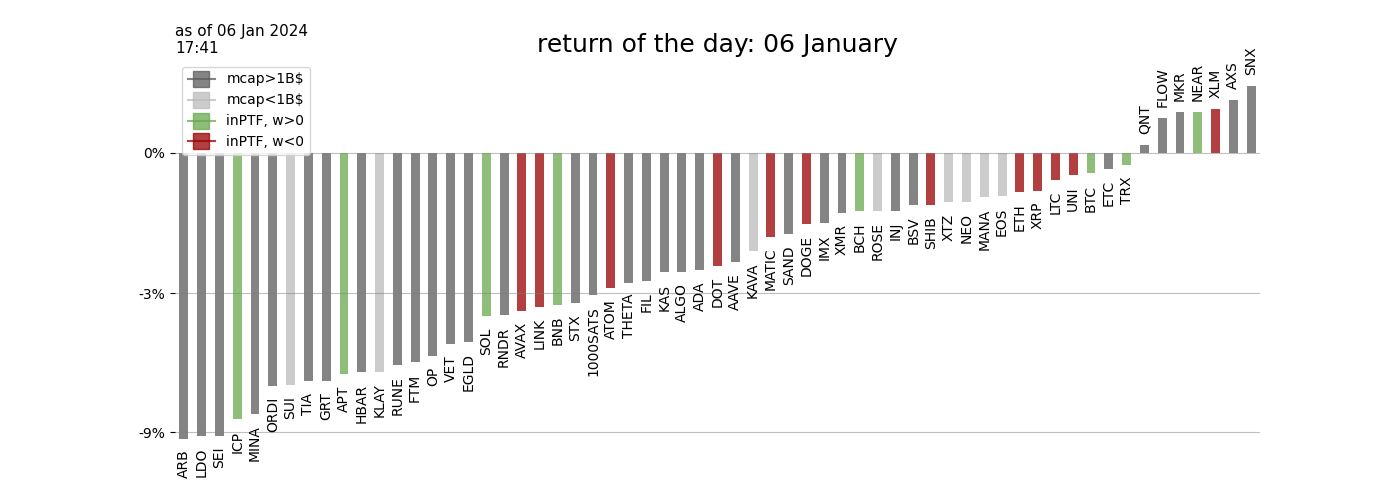 as of 06 Jan 2024
17:41
return of the day: 06 January
mcap>1B$
mcap<1B$
inPTF, w>0
inPTF, w<0
0%
-3%
-9%
ARB
LDO
SEI
ICP
MINA
ORDI
SUI
TIA
GRT
APT
HBAR
KLAY
RUNE
FTM
OP
VET
EGLD
SOL
RNDR
AVAX
LINK
BNB
STX
1000SATS
ATOM
THETA
FIL
KAS
ALGO
ADA
DOT
AAVE
KAVA
MATIC
SAND
DOGE
IMX
XMR
BCH
ROSE
INJ
BSV
SHIB
XTZ
NEO
MANA
EOS
ETH
XRP
LTC
UNI
BTC
ETC
TRX
QNT
FLOW
MKR
NEAR
XLM
AXS
SNX